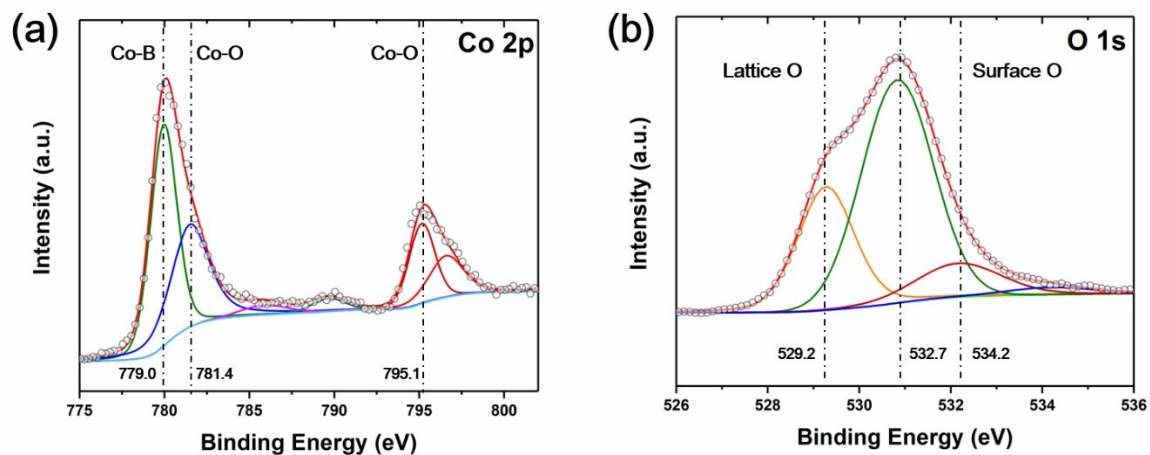 (a)
Co 2p
Co-B
Co-O
Co-O
Intensity (a.u.)
779.0
781.4
795.1
775 780 785 790 795 800
Binding Energy (eV)
(b)
O 1s
Lattice O
Surface O
Intensity (a.u.)
529.2
532.7
534.2
526 528 530 532 534 536
Binding Energy (eV)